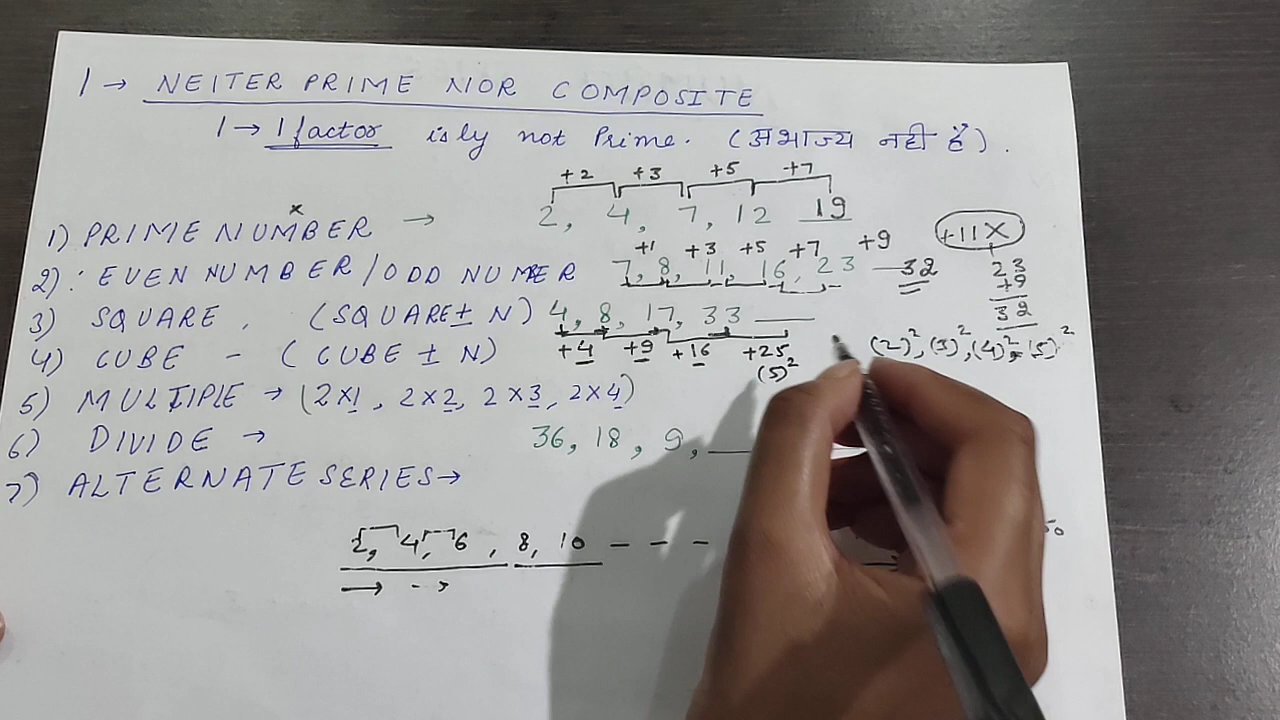 1 → NEITER PRIME NOR COMPOSITE
1 → 1 factor is ly not Prime. (अभाज्य नहीं है).
+2 +3 +5 +7
x
1) PRIME NUMBER → 2, 4, 7, 12 19
+1 +3 +5 +7 +9 +11 X
2): EVEN NUMBER / ODD NUMBER 7, 8, 11, 16, 23 32
23
+9
32
3) SQUARE, (SQUARE ± N) 4, 8, 17, 33
4) CUBE - (CUBE ± N) +4 +9 +16 +25 (2)², (3)², (4)², (5)²
(5)²
5) MULTIPLE → (2×1, 2×2, 2×3, 2×4)
6) DIVIDE → 36, 18, 9,
7) ALTERNATE SERIES →
2, 4, 6, 8, 10 - - -
→ - →